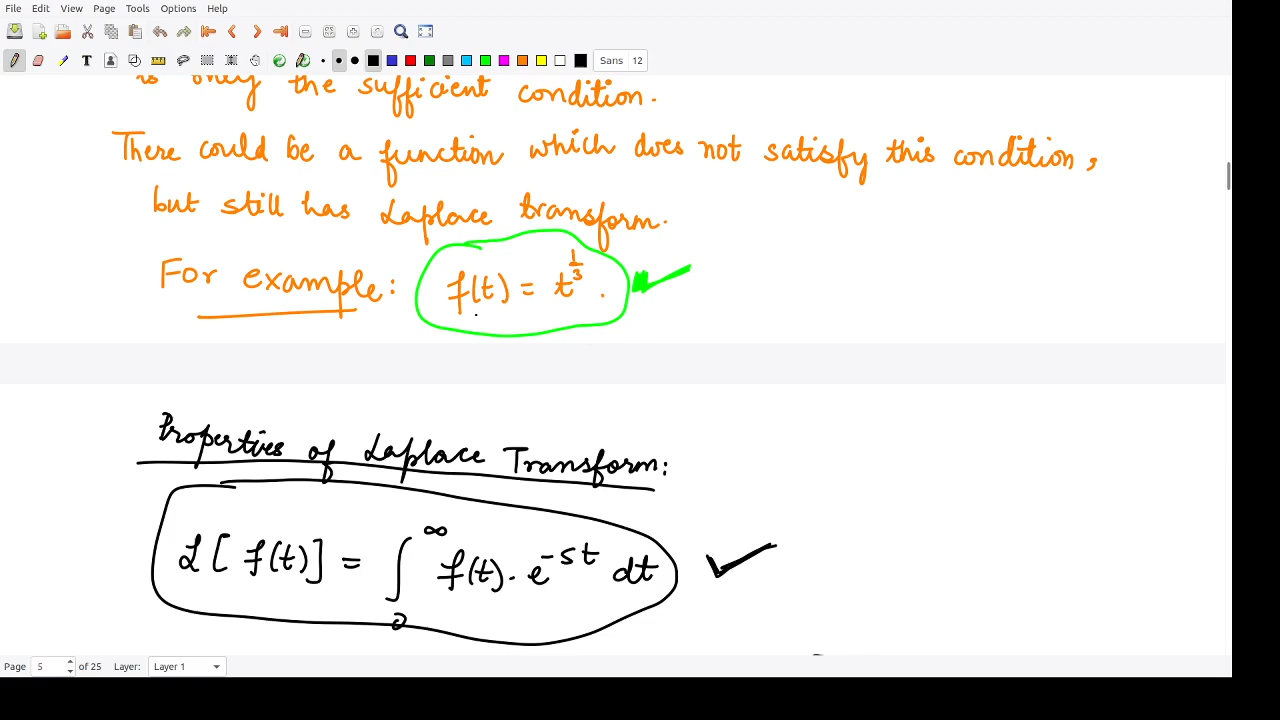 File Edit View Page Tools Options Help
T Sans 12
is only the sufficient condition.
There could be a function which does not satisfy this condition,
but still has Laplace transform.
For example: f(t) = t^{1/3}.
Properties of Laplace Transform:
L[f(t)] = ∫_0^∞ f(t). e^{-st} dt
Page 5 of 25 Layer: Layer 1